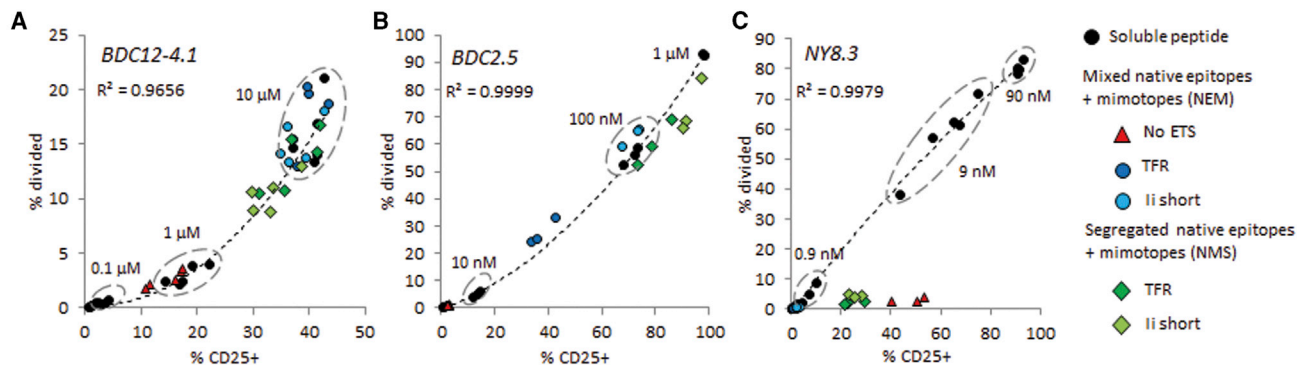 A
BDC12-4.1
R² = 0.9656
10 µM
1 µM
0.1 µM
25
20
15
10
5
0
0 10 20 30 40 50
% divided
% CD25+
B
BDC2.5
R² = 0.9999
1 µM
100 nM
10 nM
100
90
80
70
60
50
40
30
20
10
0
0 20 40 60 80 100
% divided
% CD25+
C
NY8.3
R² = 0.9979
90 nM
9 nM
0.9 nM
90
80
70
60
50
40
30
20
10
0
0 20 40 60 80 100
% divided
% CD25+
Soluble peptide
Mixed native epitopes
+ mimotopes (NEM)
No ETS
TFR
Ii short
Segregated native epitopes
+ mimotopes (NMS)
TFR
Ii short